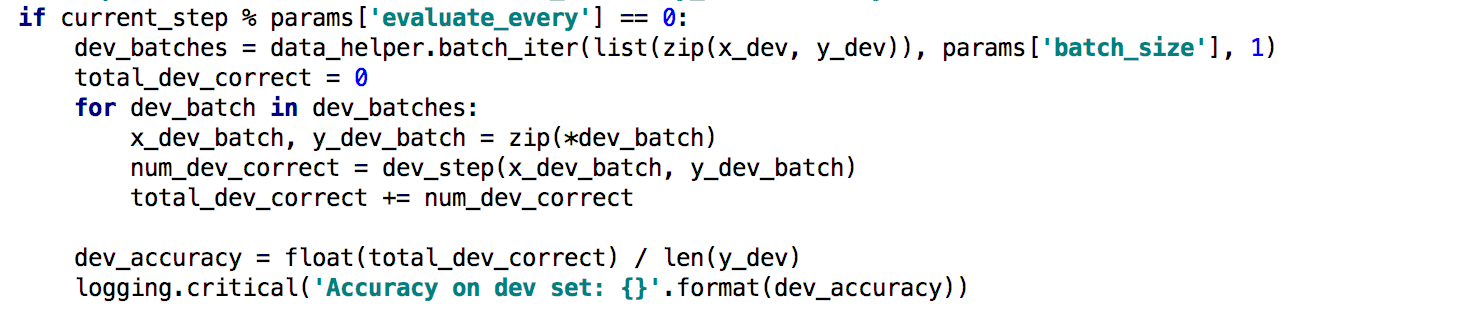 if current_step % params['evaluate_every'] == 0:
    dev_batches = data_helper.batch_iter(list(zip(x_dev, y_dev)), params['batch_size'], 1)
    total_dev_correct = 0
    for dev_batch in dev_batches:
        x_dev_batch, y_dev_batch = zip(*dev_batch)
        num_dev_correct = dev_step(x_dev_batch, y_dev_batch)
        total_dev_correct += num_dev_correct

    dev_accuracy = float(total_dev_correct) / len(y_dev)
    logging.critical('Accuracy on dev set: {}'.format(dev_accuracy))